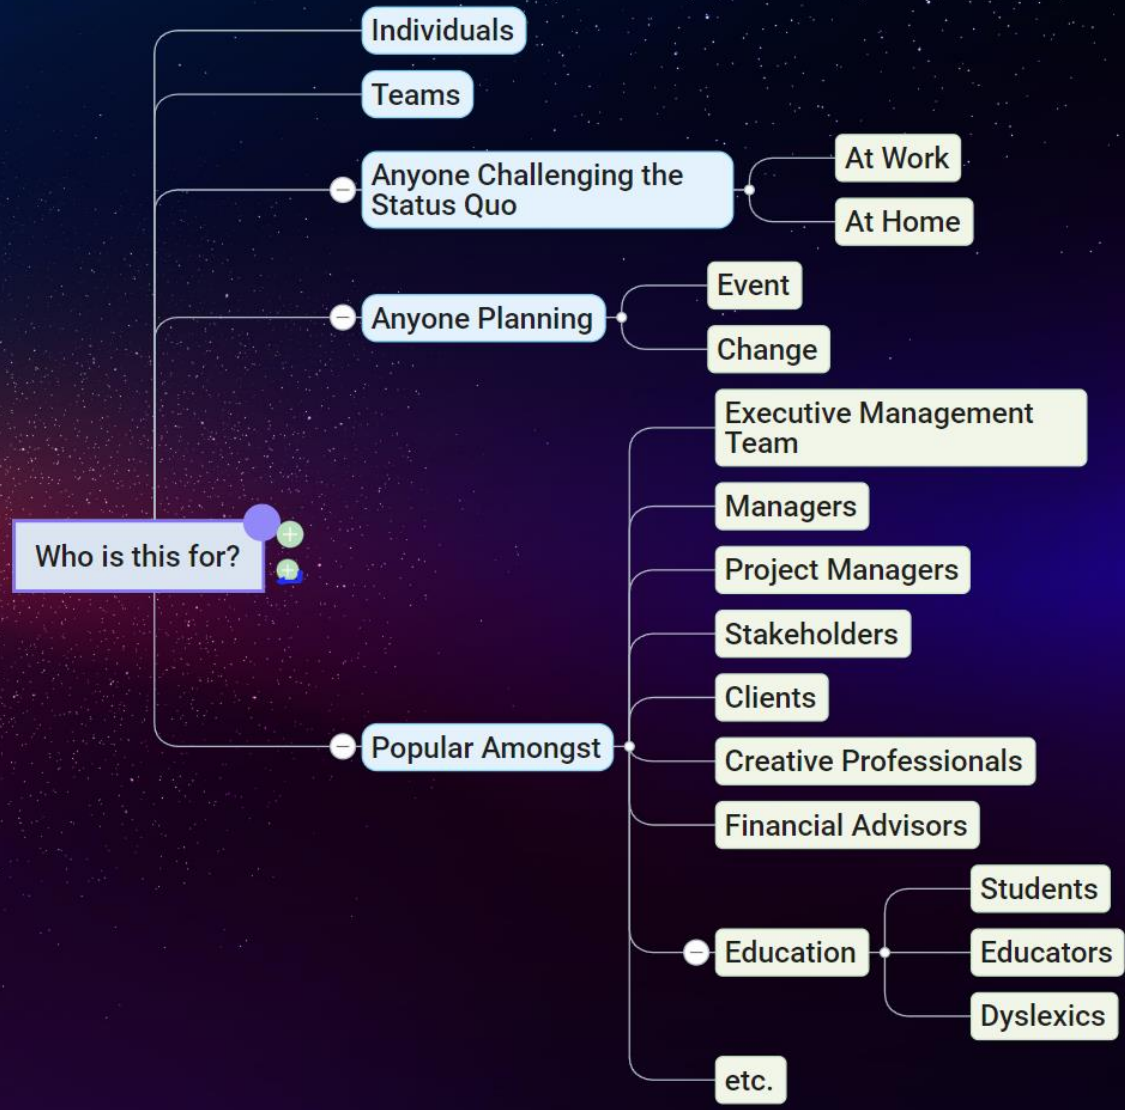 Individuals
Teams
Anyone Challenging the
Status Quo
At Work
At Home
Anyone Planning
Event
Change
Who is this for?
Popular Amongst
Executive Management
Team
Managers
Project Managers
Stakeholders
Clients
Creative Professionals
Financial Advisors
Education
Students
Educators
Dyslexics
etc.